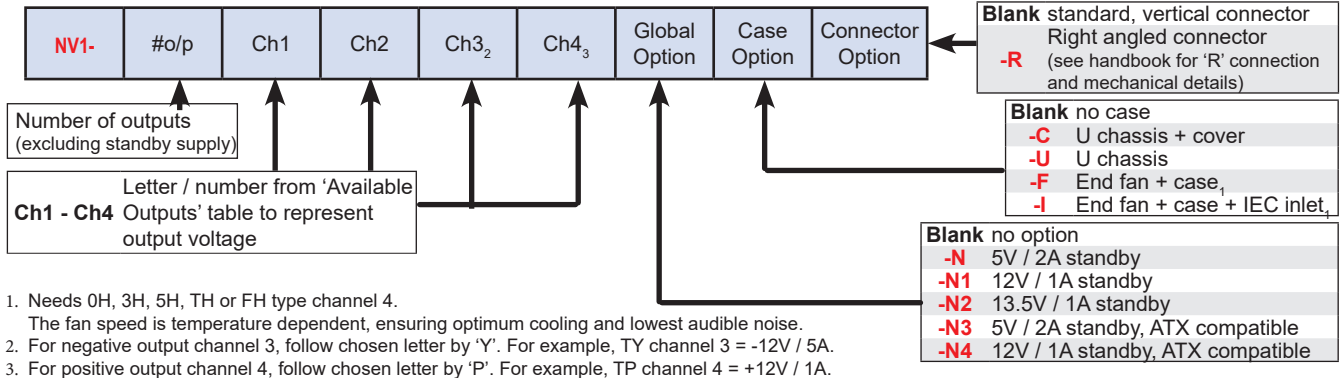 NV1- #o/p Ch1 Ch2 Ch3₂ Ch4₃ Global Option Case Option Connector Option
Blank standard, vertical connector
-R Right angled connector
(see handbook for ‘R’ connection
and mechanical details)
Number of outputs
(excluding standby supply)
Blank no case
-C U chassis + cover
-U U chassis
-F End fan + case₁
-I End fan + case + IEC inlet₁
Ch1 - Ch4 Letter / number from ‘Available
Outputs’ table to represent
output voltage
Blank no option
-N 5V / 2A standby
-N1 12V / 1A standby
-N2 13.5V / 1A standby
-N3 5V / 2A standby, ATX compatible
-N4 12V / 1A standby, ATX compatible
1. Needs 0H, 3H, 5H, TH or FH type channel 4.
The fan speed is temperature dependent, ensuring optimum cooling and lowest audible noise.
2. For negative output channel 3, follow chosen letter by ‘Y’. For example, TY channel 3 = -12V / 5A.
3. For positive output channel 4, follow chosen letter by ‘P’. For example, TP channel 4 = +12V / 1A.